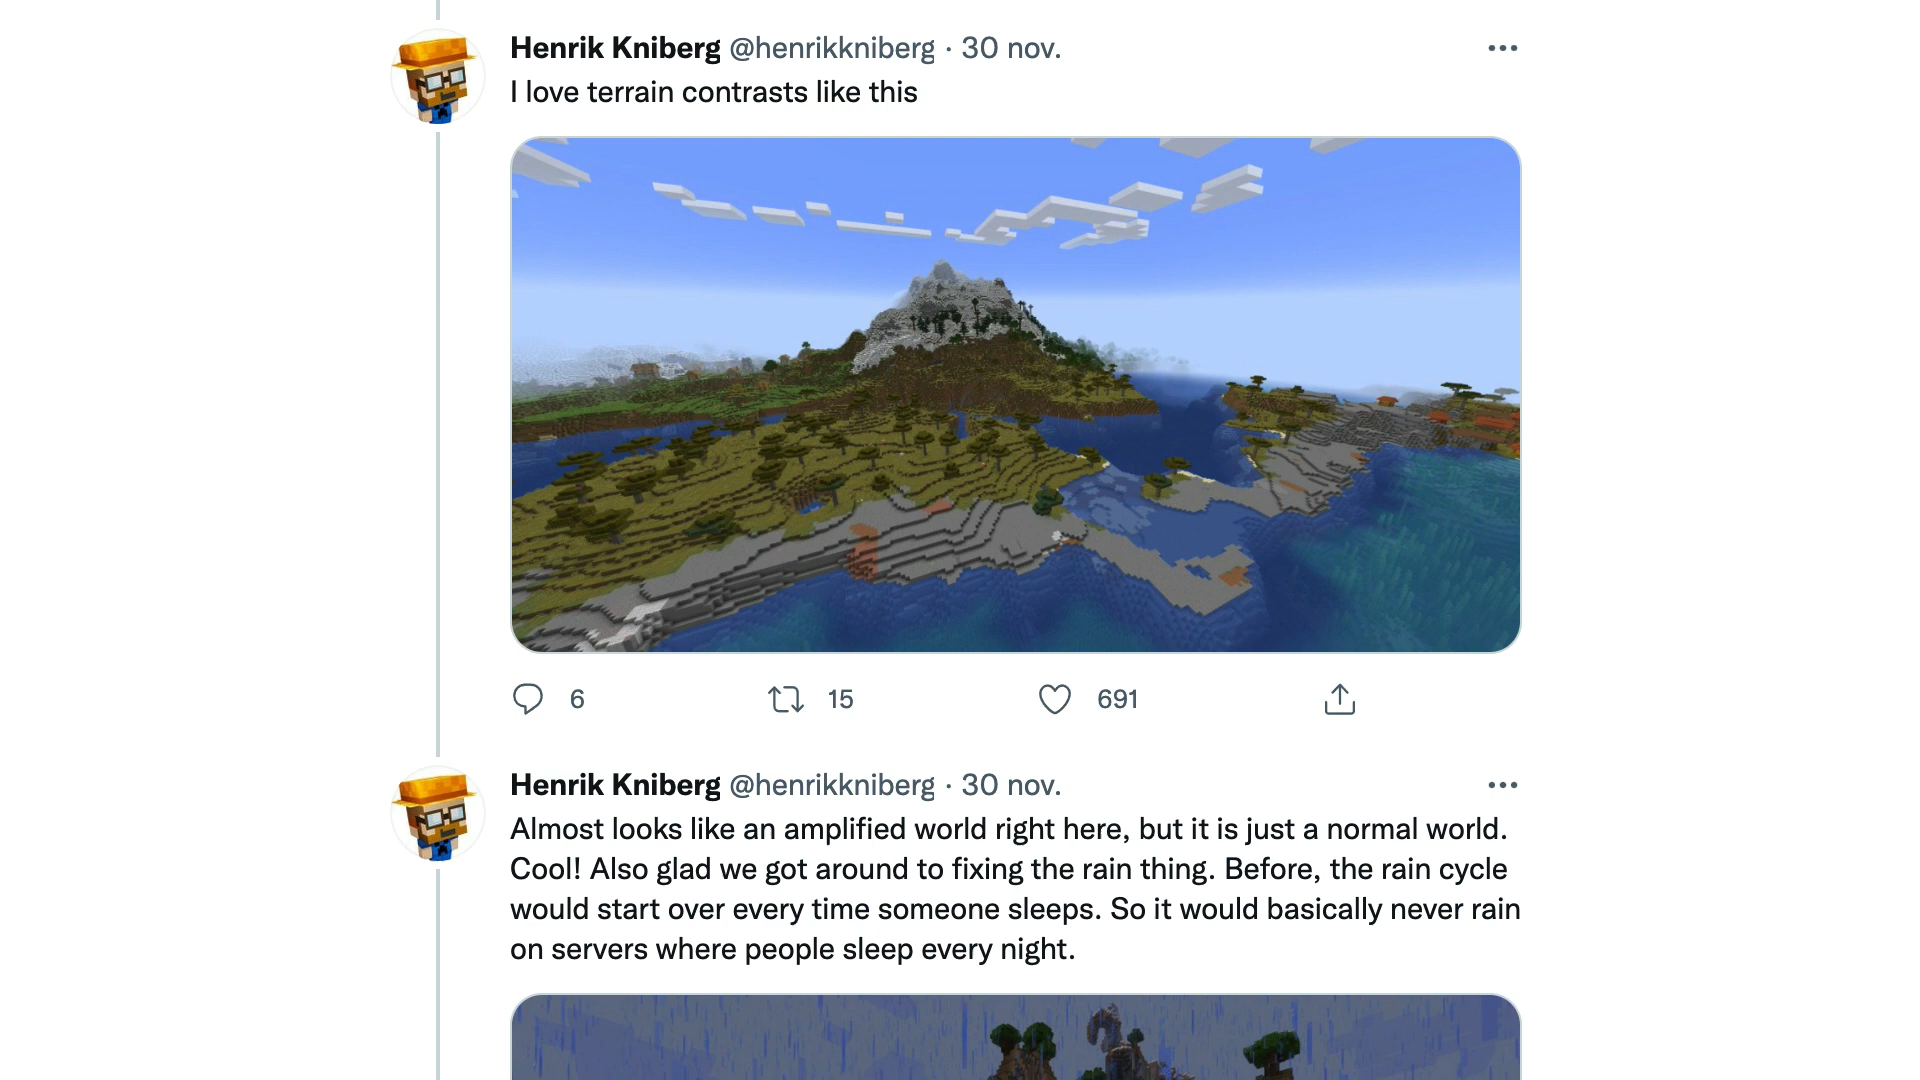 Henrik Kniberg @henrikkniberg · 30 nov.
I love terrain contrasts like this
6 15 691
Henrik Kniberg @henrikkniberg · 30 nov.
Almost looks like an amplified world right here, but it is just a normal world.
Cool! Also glad we got around to fixing the rain thing. Before, the rain cycle
would start over every time someone sleeps. So it would basically never rain
on servers where people sleep every night.